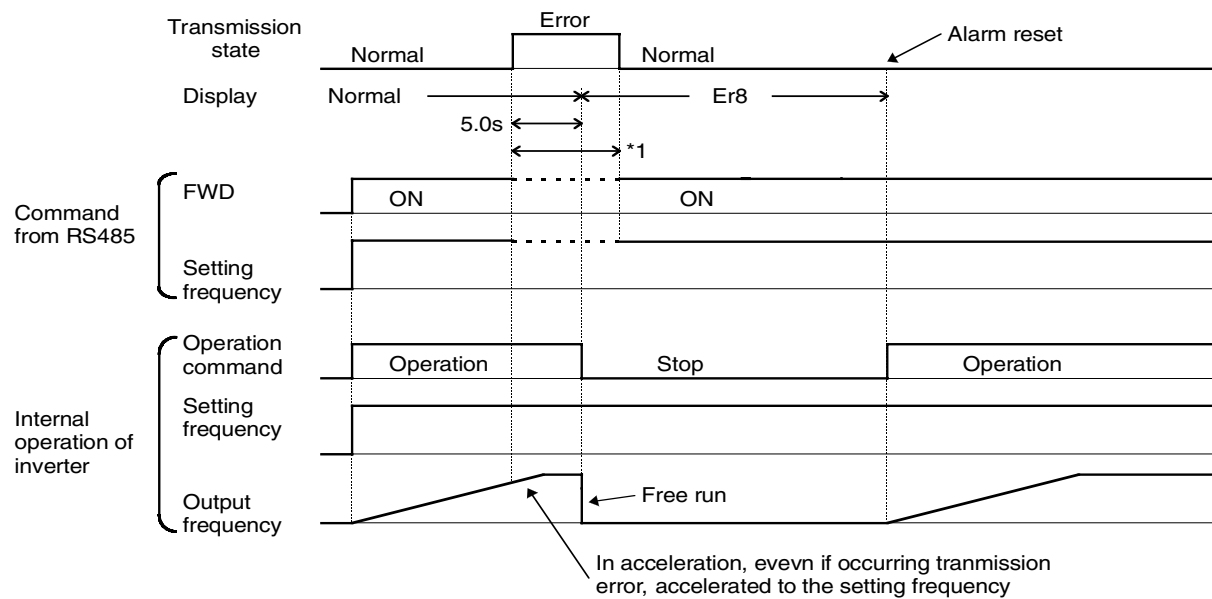 Transmission
state
Error
Normal
Normal
Alarm reset
Display
Normal
Er8
5.0s
*1
Command
from RS485
FWD
ON
ON
Setting
frequency
Internal
operation of
inverter
Operation
command
Operation
Stop
Operation
Setting
frequency
Output
frequency
Free run
In acceleration, evevn if occurring tranmission
error, accelerated to the setting frequency